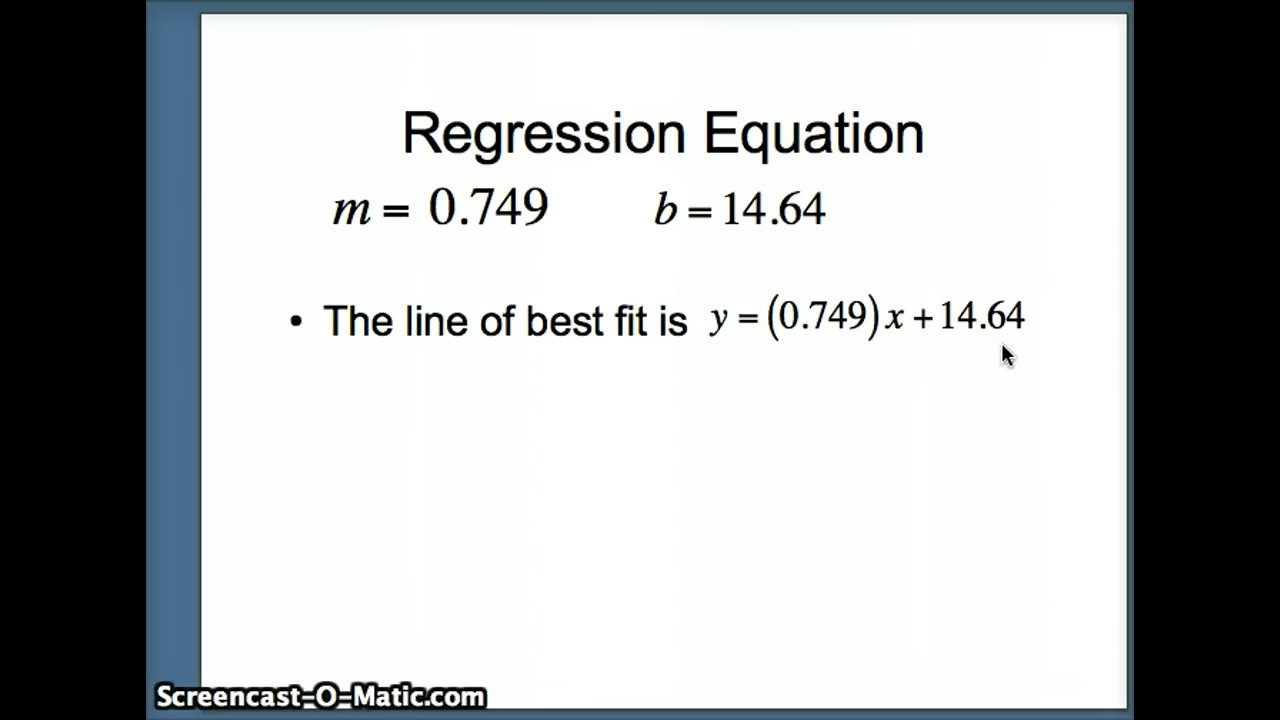 Regression Equation
m = 0.749 b = 14.64
• The line of best fit is y = (0.749)x + 14.64
Screencast-O-Matic.com